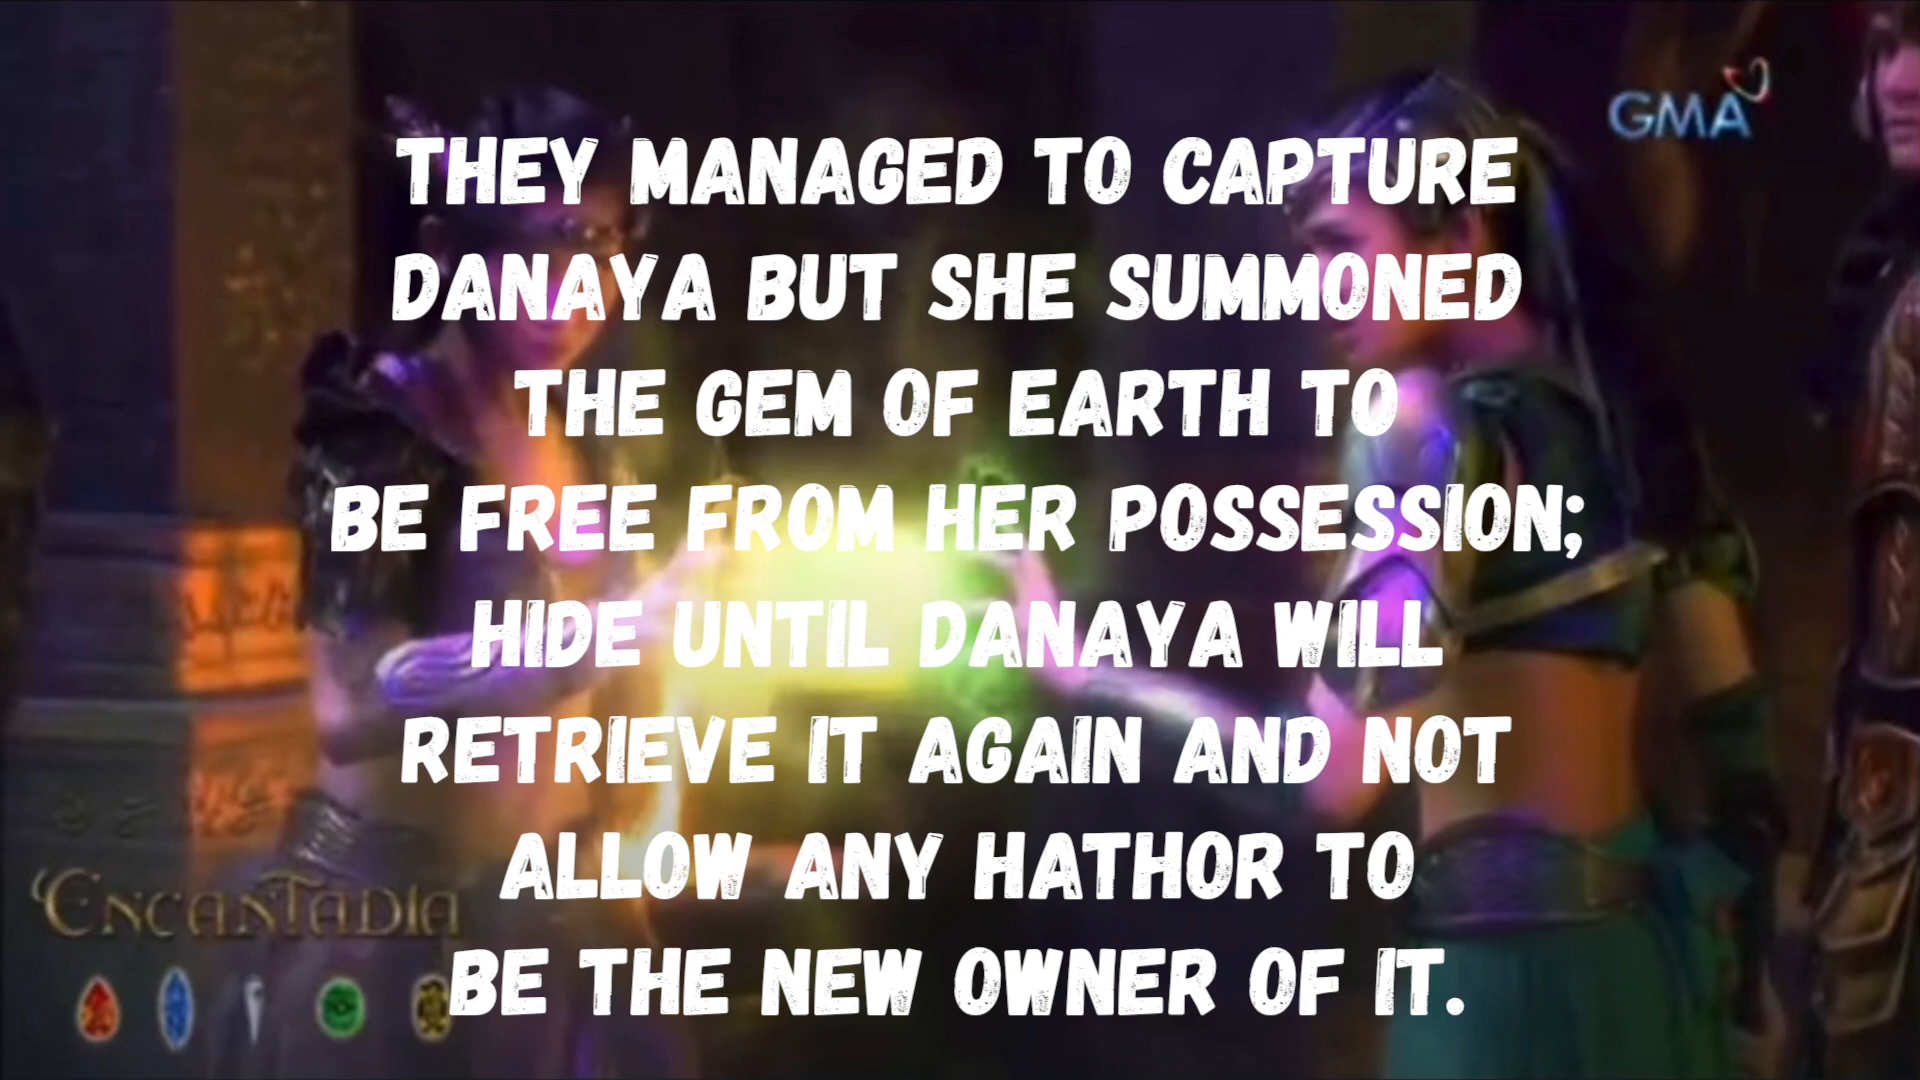 GMA
THEY MANAGED TO CAPTURE
DANAYA BUT SHE SUMMONED
THE GEM OF EARTH TO
BE FREE FROM HER POSSESSION;
HIDE UNTIL DANAYA WILL
RETRIEVE IT AGAIN AND NOT
ALLOW ANY HATHOR TO
BE THE NEW OWNER OF IT.
ENCANTADIA